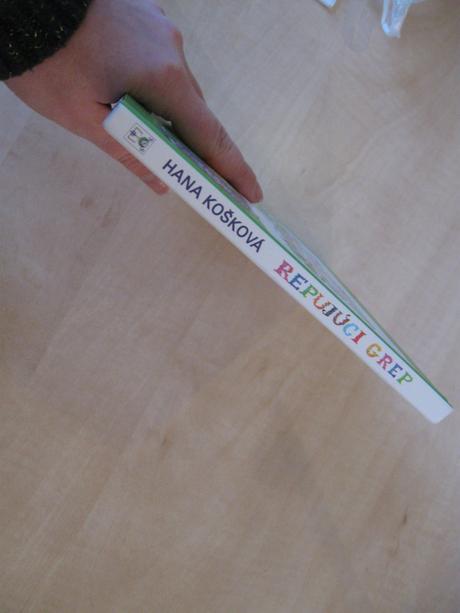 HANA KOŠKOVÁ REPUJÚCI GREP